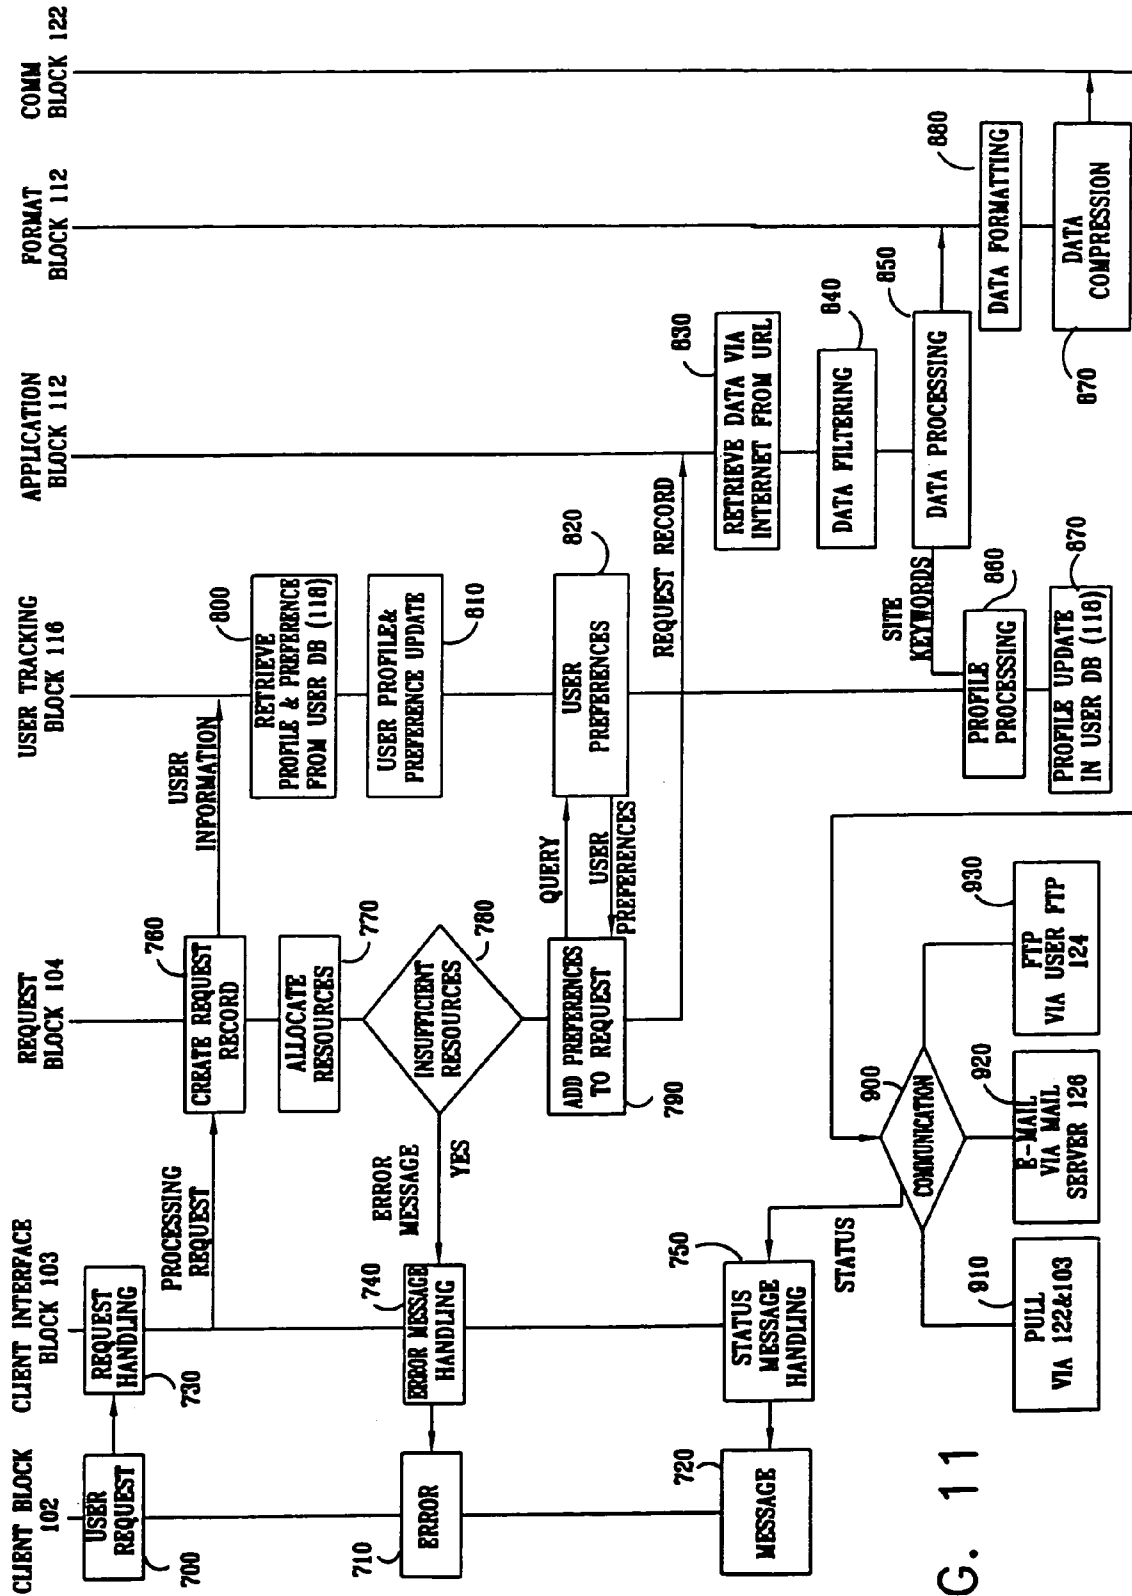 CLIENT BLOCK
102
CLIENT INTERFACE
BLOCK 103
REQUEST
BLOCK 104
USER TRACKING
BLOCK 116
APPLICATION
BLOCK 112
FORMAT
BLOCK 112
COMM
BLOCK 122
USER
REQUEST
700
REQUEST
HANDLING
730
PROCESSING
REQUEST
CREATE REQUEST
RECORD
760
USER
INFORMATION
RETRIEVE
PROFILE & PREFERENCE
FROM USER DB (118)
800
ALLOCATE
RESOURCES
770
USER PROFILE&
PREFERENCE UPDATE
810
ERROR
710
ERROR MESSAGE
HANDLING
740
ERROR
MESSAGE
YES
INSUFFICIENT
RESOURCES
780
ADD PREFERENCES
TO REQUEST
790
QUERY
USER
PREFERENCES
USER
PREFERENCES
820
REQUEST RECORD
RETRIEVE DATA VIA
INTERNET FROM URL
830
DATA FILTERING
840
DATA PROCESSING
850
SITE
KEYWORDS
PROFILE
PROCESSING
860
PROFILE UPDATE
IN USER DB (118)
870
DATA FORMATTING
880
DATA
COMPRESSION
870
MESSAGE
720
STATUS
MESSAGE
HANDLING
750
STATUS
COMMUNICATION
900
PULL
VIA 122&103
910
E-MAIL
VIA MAIL
SERVER 126
920
FTP
VIA USER FTP
124
930
G. 11